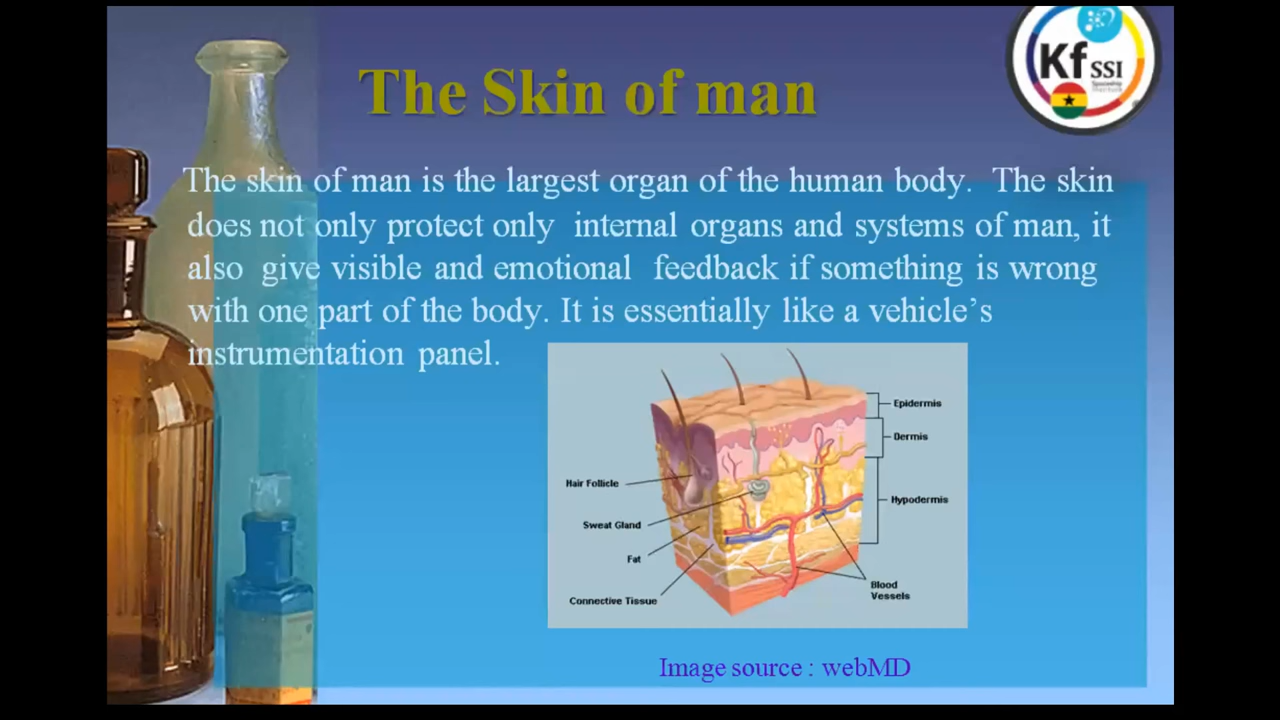 The Skin of man
Kf SSI
Spaceship
Institute
The skin of man is the largest organ of the human body. The skin
does not only protect only internal organs and systems of man, it
also give visible and emotional feedback if something is wrong
with one part of the body. It is essentially like a vehicle’s
instrumentation panel.
Epidermis
Dermis
Hair Follicle
Hypodermis
Sweat Gland
Fat
Blood
Vessels
Connective Tissue
Image source : webMD